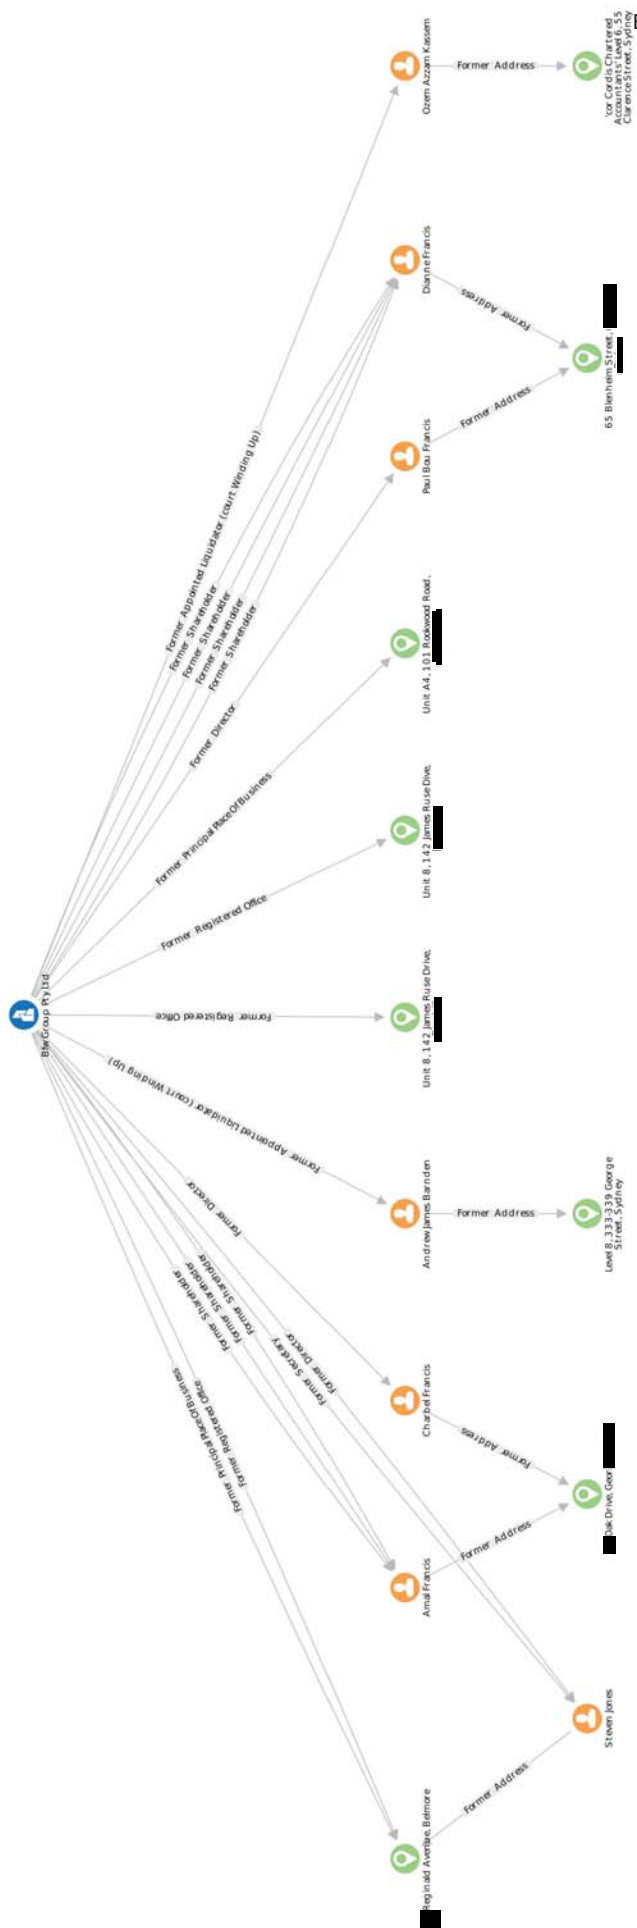 Bfw Group Pty Ltd
Former Principal Place Of Business
Former Registered Office
Former Shareholder
Former Shareholder
Former Shareholder
Former Secretary
Former Director
Former Director
Former Appointed Liquidator (court Winding Up)
Former Registered Office
Former Registered Office
Former Principal Place Of Business
Former Director
Former Shareholder
Former Shareholder
Former Shareholder
Former Shareholder
Former Appointed Liquidator (court Winding Up)
Reginald Avenue, Belmore
Amal Francis
Charbel Francis
Andrew James Barnden
Unit 8, 142 James Ruse Drive,
Unit 8, 142 James Ruse Dive,
Unit A4, 101 Rookwood Road,
Paul Bou Francis
Dianne Francis
Ozem Azzam Kassem
Former Address
Former Address
Former Address
Former Address
Former Address
Former Address
Former Address
Steven Jones
Oak Drive, Geor
Level 8, 333-339 George
Street, Sydney
65 Blenheim Street,
'cor Cordis Chartered
Accountants' Level 6, 55
Clarence Street, Sydney